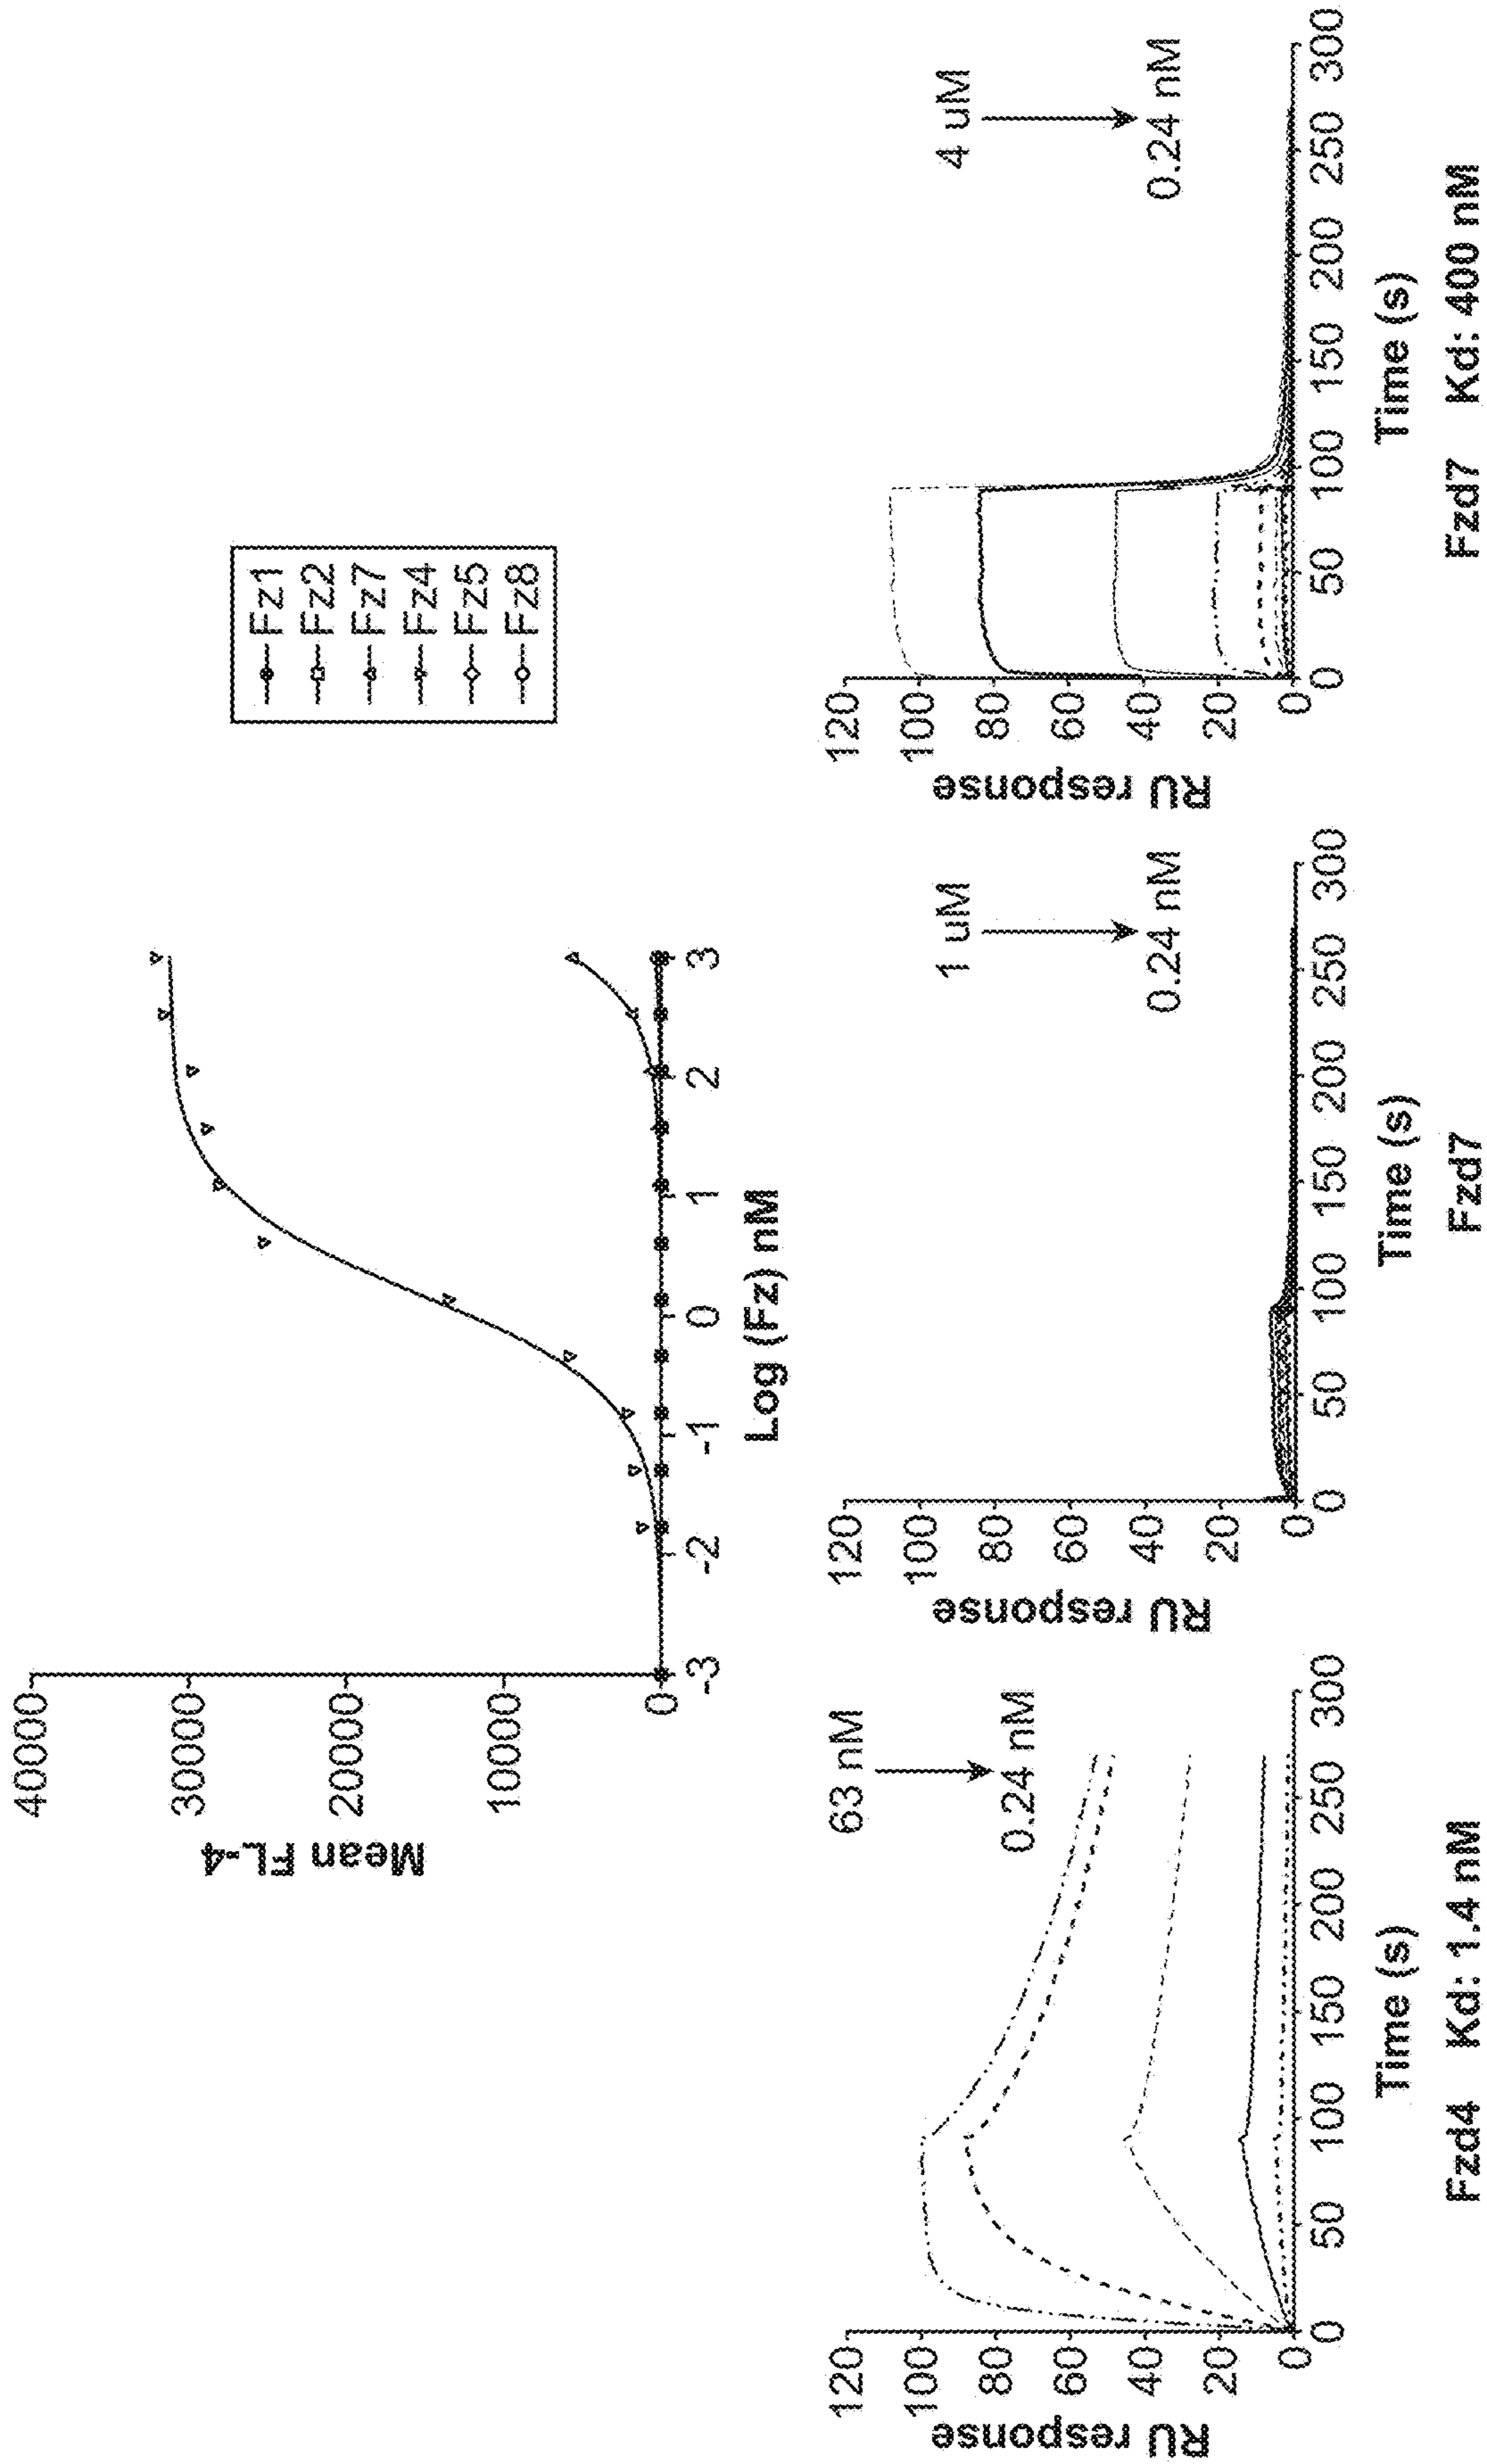 40000
30000
20000
10000
0
Mean FL-4
-3 -2 -1 0 1 2 3
Log (Fz) nM
Fz1
Fz2
Fz7
Fz4
Fz5
Fz8
120
100
80
60
40
20
0
RU response
63 nM
0.24 nM
0 50 100 150 200 250 300
Time (s)
Fzd4 Kd: 1.4 nM
120
100
80
60
40
20
0
RU response
1 uM
0.24 nM
0 50 100 150 200 250 300
Time (s)
Fzd7
120
100
80
60
40
20
0
RU response
4 uM
0.24 nM
0 50 100 150 200 250 300
Time (s)
Fzd7 Kd: 400 nM